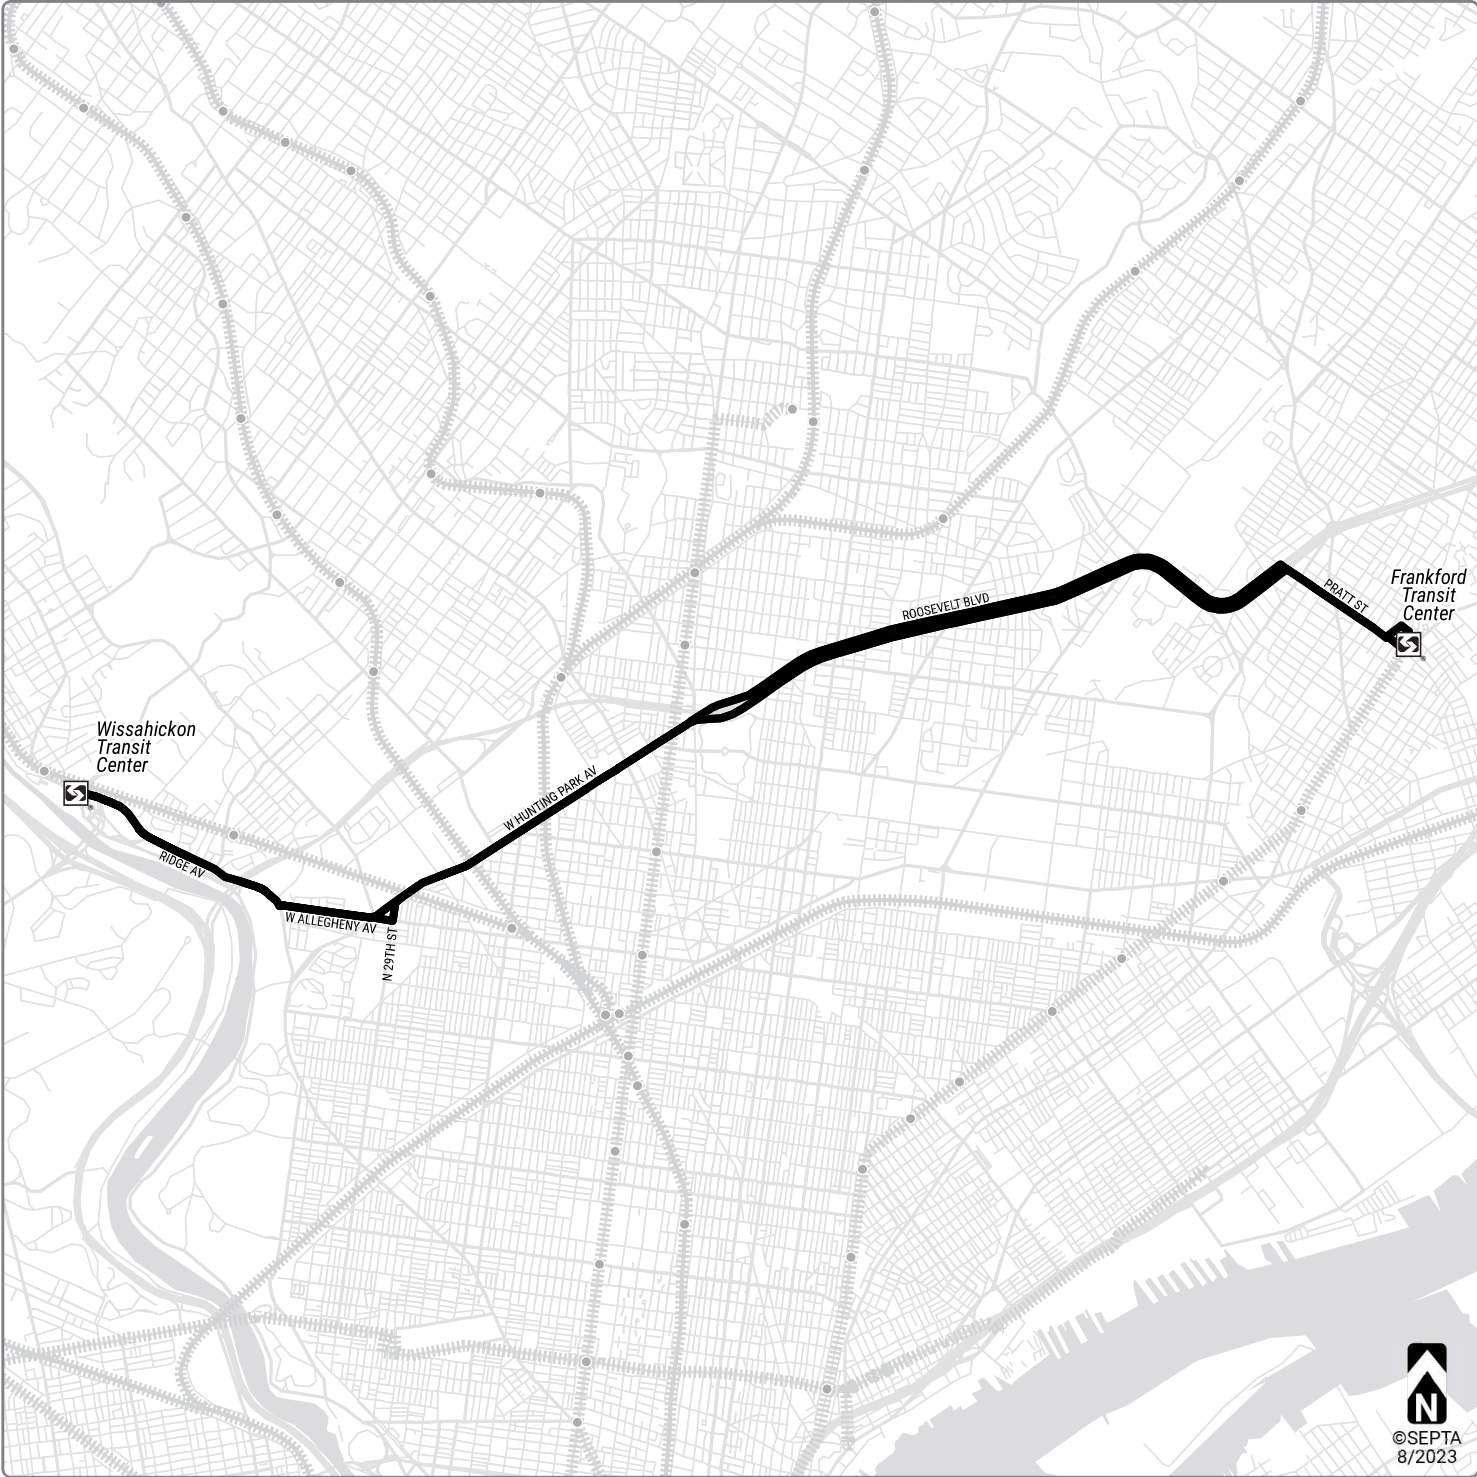 Frankford
Transit
Center
PRATT ST
ROOSEVELT BLVD
Wissahickon
Transit
Center
W HUNTING PARK AV
RIDGE AV
W ALLEGHENY AV
N 29TH ST
N
©SEPTA
8/2023